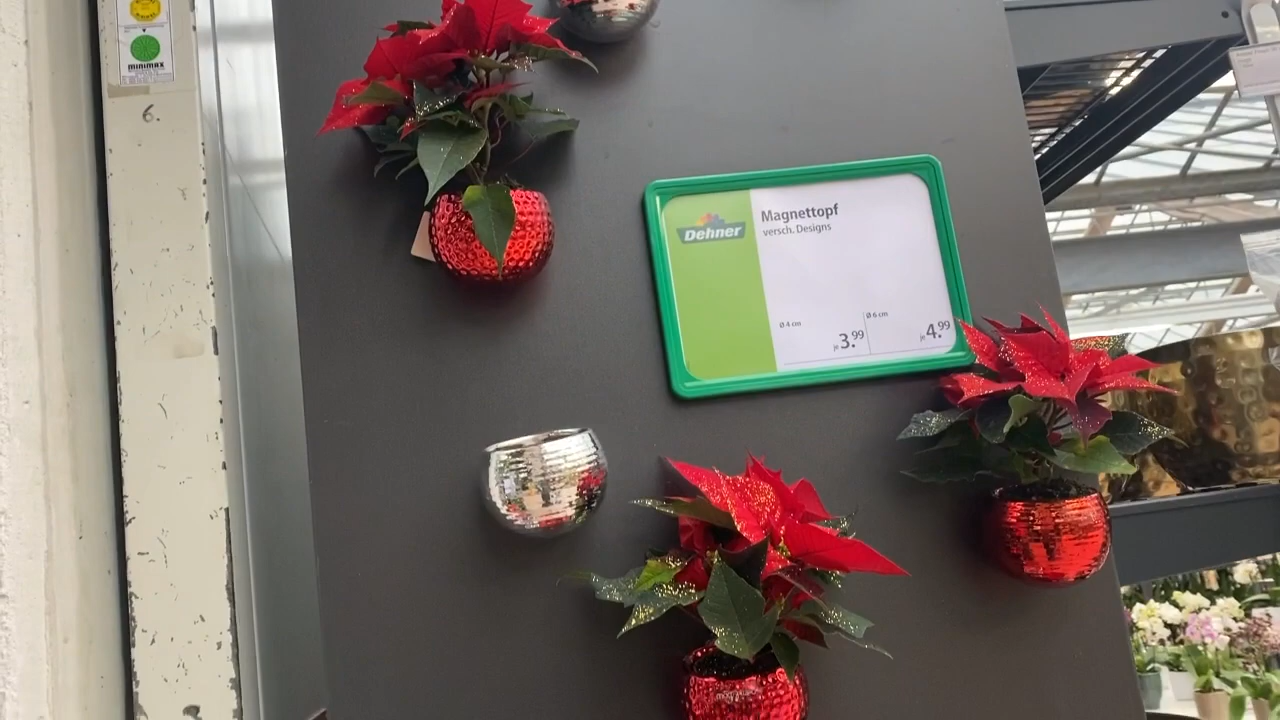 minimax
6.
Dehner
Magnettopf
versch. Designs
Ø 4 cm
je 3.99
Ø 6 cm
je 4.99